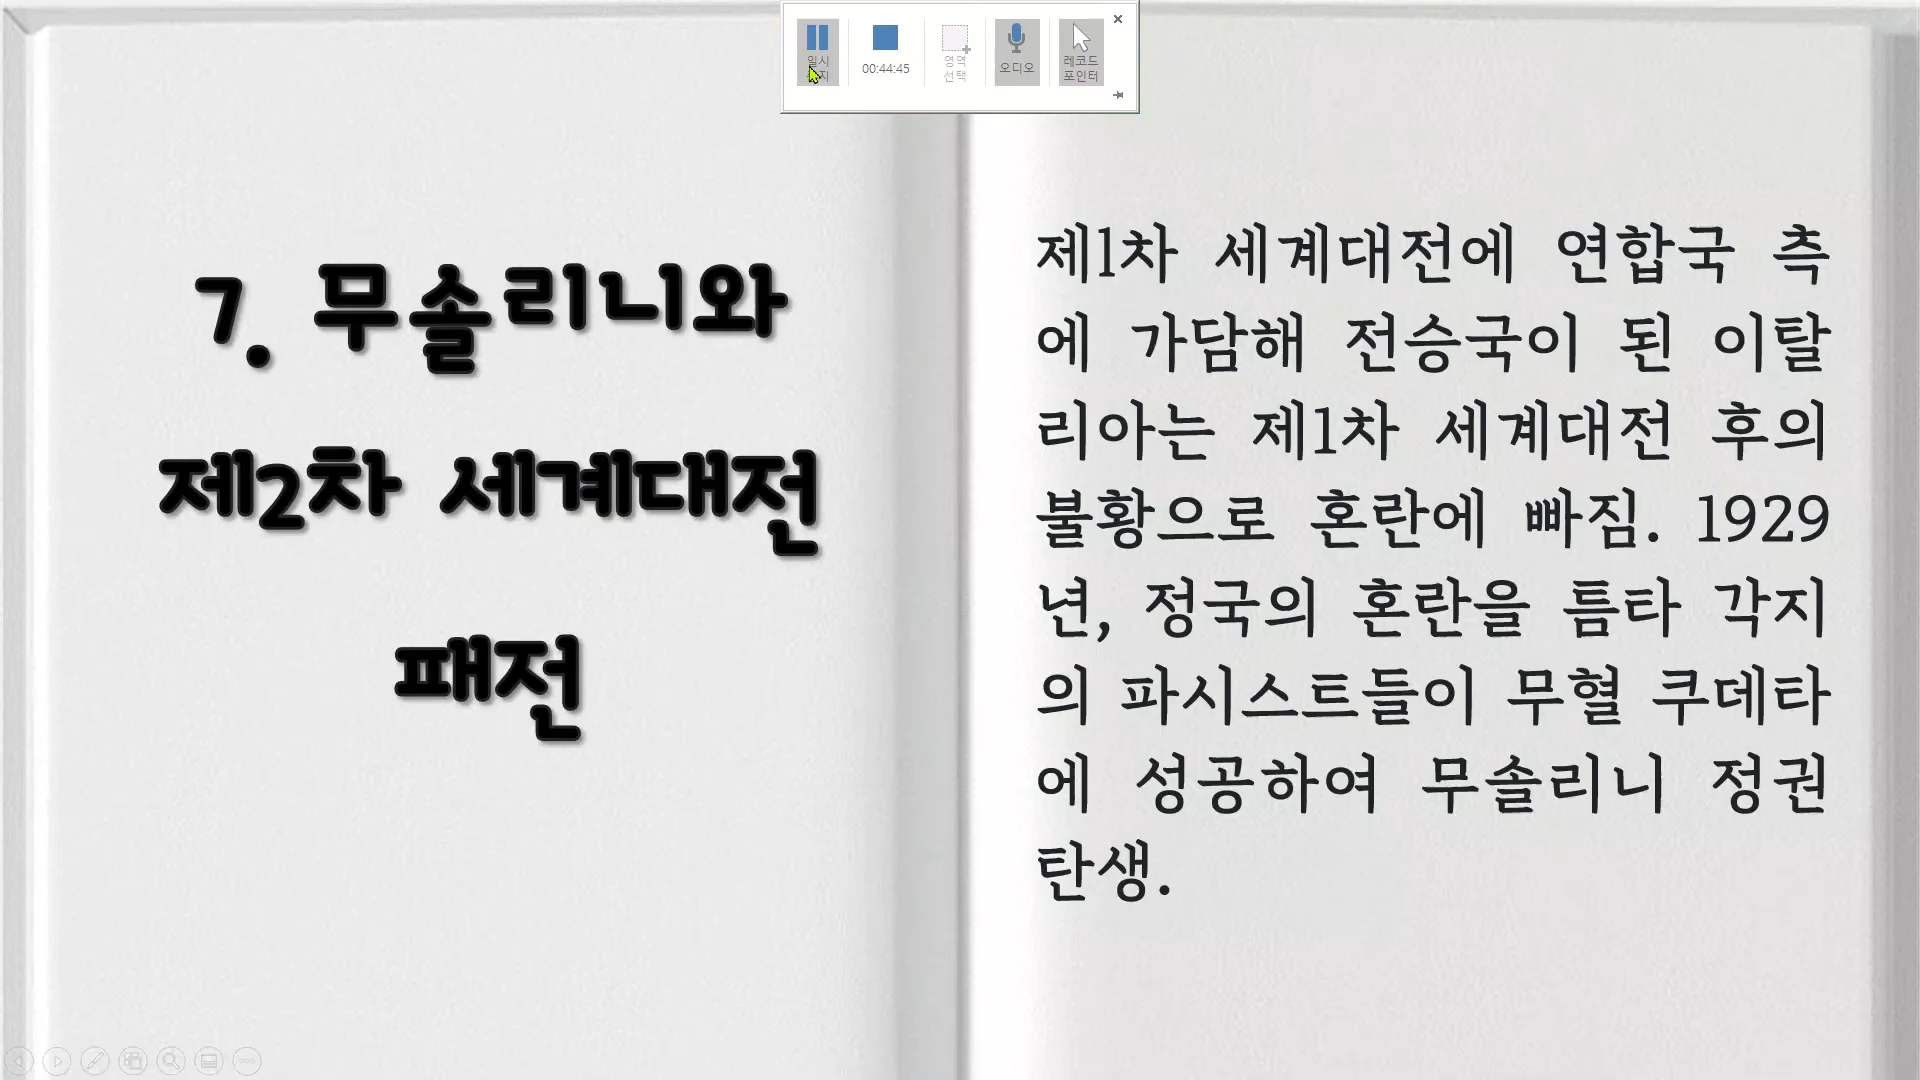 일시
00:44:45
영역
선택
오디오
레코드
포인터
7. 무솔리니와
제2차 세계대전
패전
제1차 세계대전에 연합국 측
에 가담해 전승국이 된 이탈
리아는 제1차 세계대전 후의
불황으로 혼란에 빠짐. 1929
년, 정국의 혼란을 틈타 각지
의 파시스트들이 무혈 쿠데타
에 성공하여 무솔리니 정권
탄생.